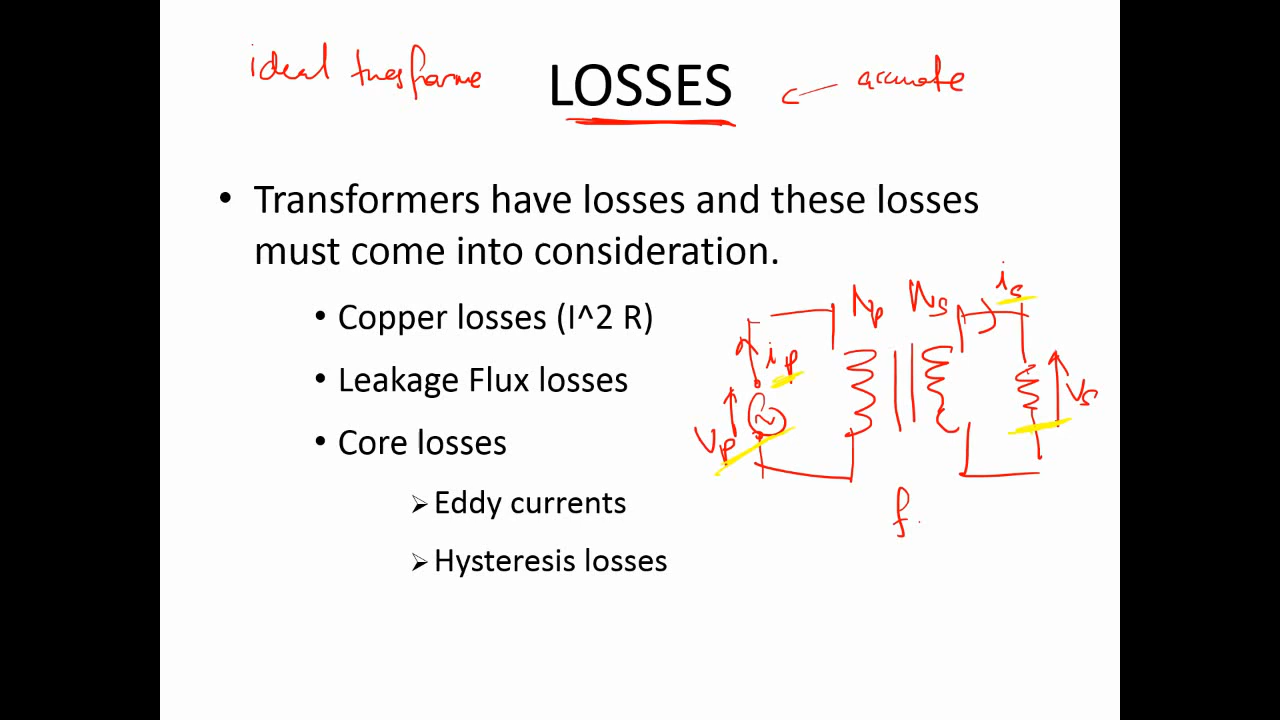 ideal
LOSSES
accurate
• Transformers have losses and these losses
must come into consideration.
• Copper losses (I^2 R)
• Leakage Flux losses
• Core losses
➢ Eddy currents
➢ Hysteresis losses
Np Ns is
ip
Vp Vs
f